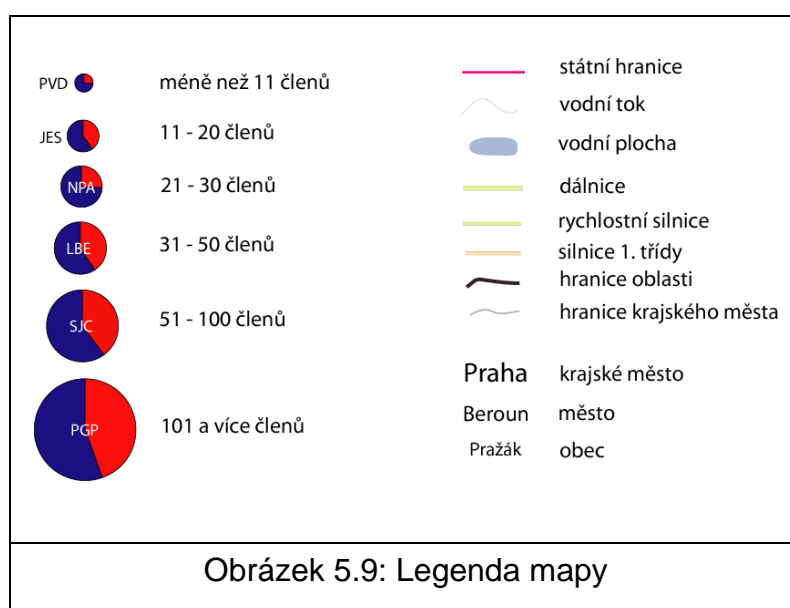 PVD méně než 11 členů
JES 11 - 20 členů
NPA 21 - 30 členů
LBE 31 - 50 členů
SJC 51 - 100 členů
PGP 101 a více členů
státní hranice
vodní tok
vodní plocha
dálnice
rychlostní silnice
silnice 1. třídy
hranice oblasti
hranice krajského města
Praha krajské město
Beroun město
Pražák obec
Obrázek 5.9: Legenda mapy